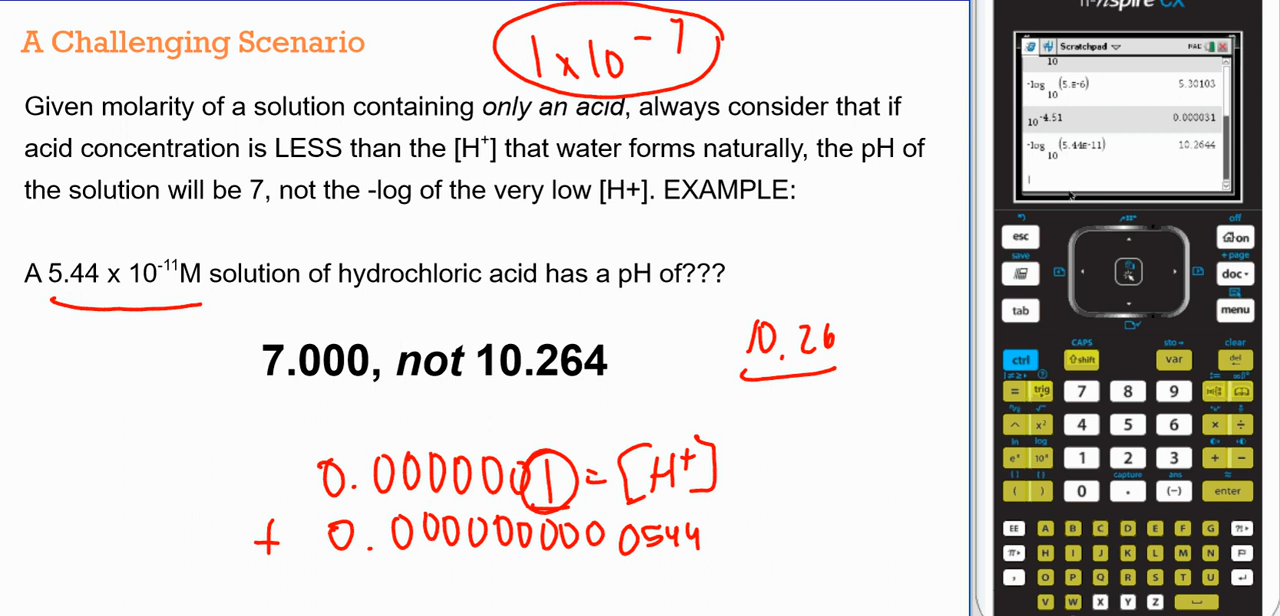 A Challenging Scenario
1 x 10⁻⁷
Given molarity of a solution containing only an acid, always consider that if
acid concentration is LESS than the [H⁺] that water forms naturally, the pH of
the solution will be 7, not the -log of the very low [H+]. EXAMPLE:
A 5.44 x 10⁻¹¹M solution of hydrochloric acid has a pH of???
10.26
7.000, not 10.264
0.0000001 = [H⁺]
+ 0.0000000000544
Scratchpad
10
-log₁₀(5.E-6) 5.30103
10⁻⁴·⁵¹ 0.000031
-log₁₀(5.44E-11) 10.2644
off
esc on
save + page
doc
tab menu
CAPS sto→ clear
ctrl shift var del
= trig 7 8 9
^ x² 4 5 6 × ÷
ln log
eˣ 10ˣ 1 2 3 + −
capture ans
( ) 0 . (−) enter
EE A B C D E F G ?!
π H I J K L M N
, O P Q R S T U
V W X Y Z